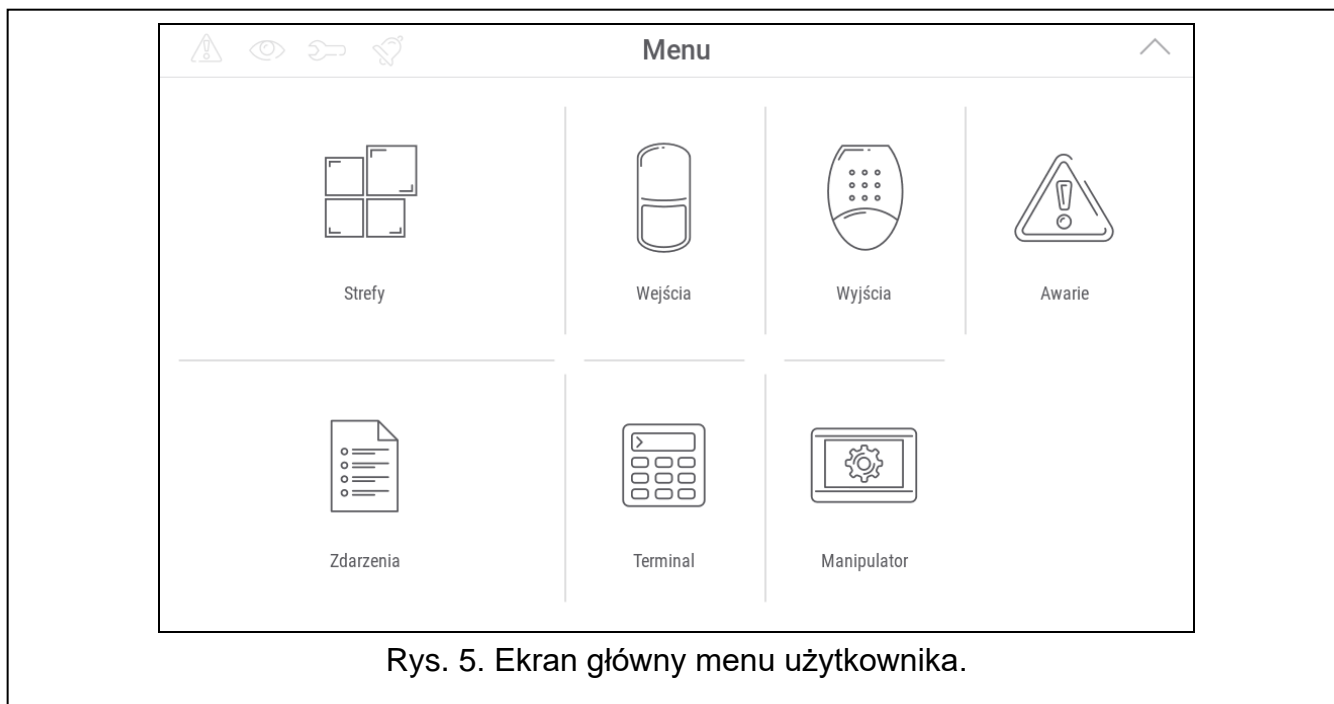 Menu
Strefy
Wejścia
Wyjścia
Awarie
Zdarzenia
Terminal
Manipulator
Rys. 5. Ekran główny menu użytkownika.